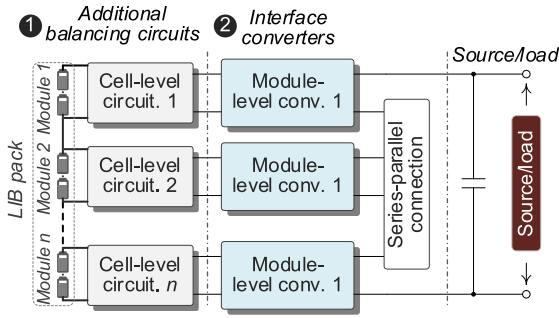 1
Additional
balancing circuits
2
Interface
converters
Source/load
LIB pack
Module 1
Module 2
Module n
Cell-level
circuit. 1
Cell-level
circuit. 2
Cell-level
circuit. n
Module-
level conv. 1
Module-
level conv. 1
Module-
level conv. 1
Series-parallel
connection
Source/load